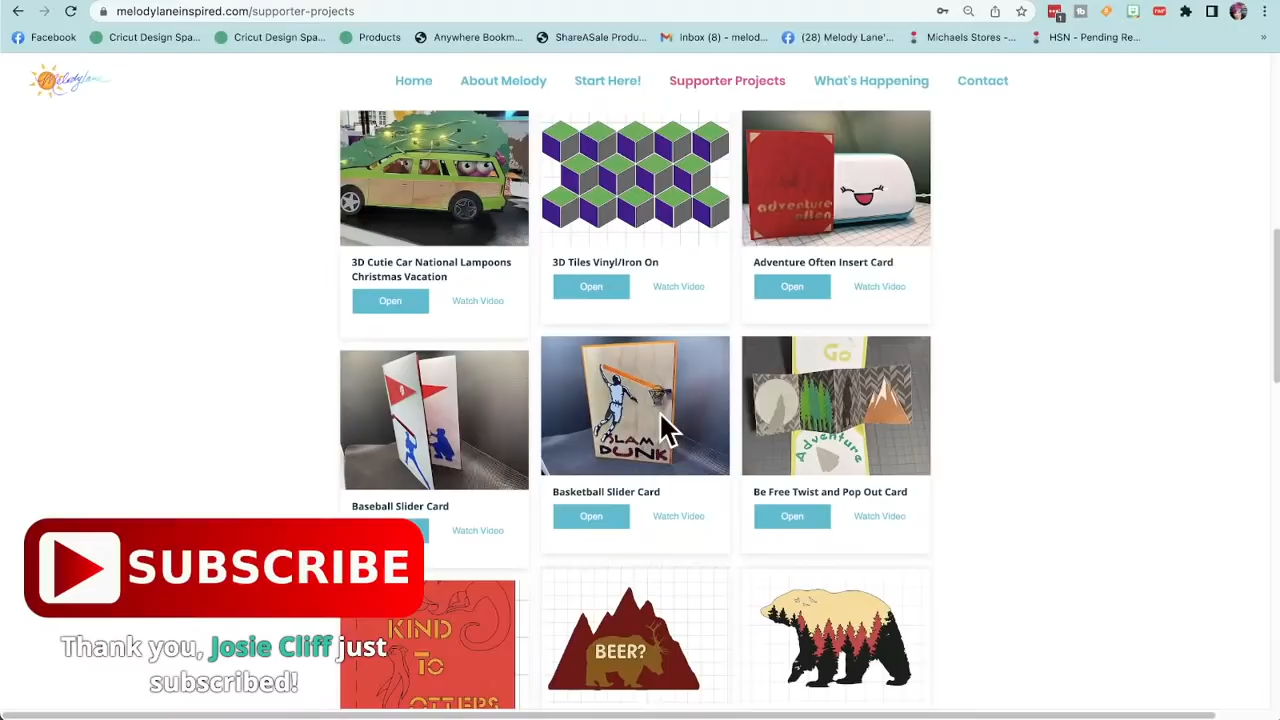 melodylaneinspired.com/supporter-projects
1
Facebook
Cricut Design Spa...
Cricut Design Spa...
Products
Anywhere Bookm...
ShareASale Produ...
Inbox (8) - melod...
(28) Melody Lane'...
Michaels Stores -...
HSN - Pending Re...
»
MelodyLane
Home
About Melody
Start Here!
Supporter Projects
What's Happening
Contact
adventure
often
3D Cutie Car National Lampoons
Christmas Vacation
Open
Watch Video
3D Tiles Vinyl/Iron On
Open
Watch Video
Adventure Often Insert Card
Open
Watch Video
SLAM
DUNK
Go
Adventure
Baseball Slider Card
Watch Video
Basketball Slider Card
Open
Watch Video
Be Free Twist and Pop Out Card
Open
Watch Video
KIND
TO
OTTERS
BEER?
SUBSCRIBE
Thank you, Josie Cliff just
subscribed!